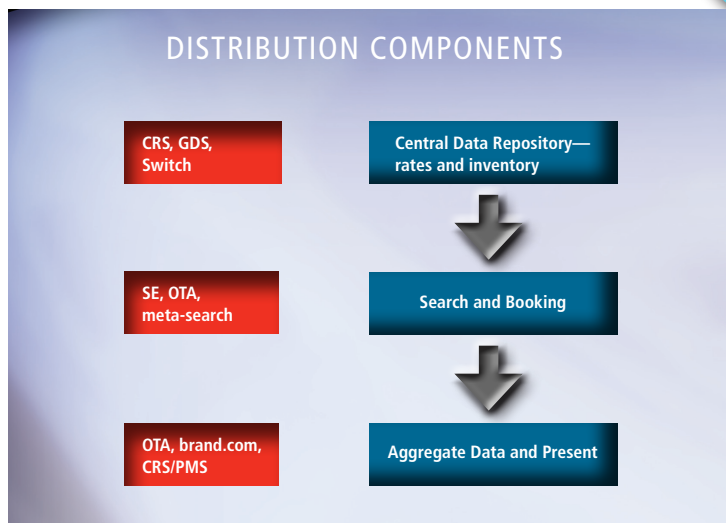 DISTRIBUTION COMPONENTS
CRS, GDS,
Switch
Central Data Repository—
rates and inventory
SE, OTA,
meta-search
Search and Booking
OTA, brand.com,
CRS/PMS
Aggregate Data and Present